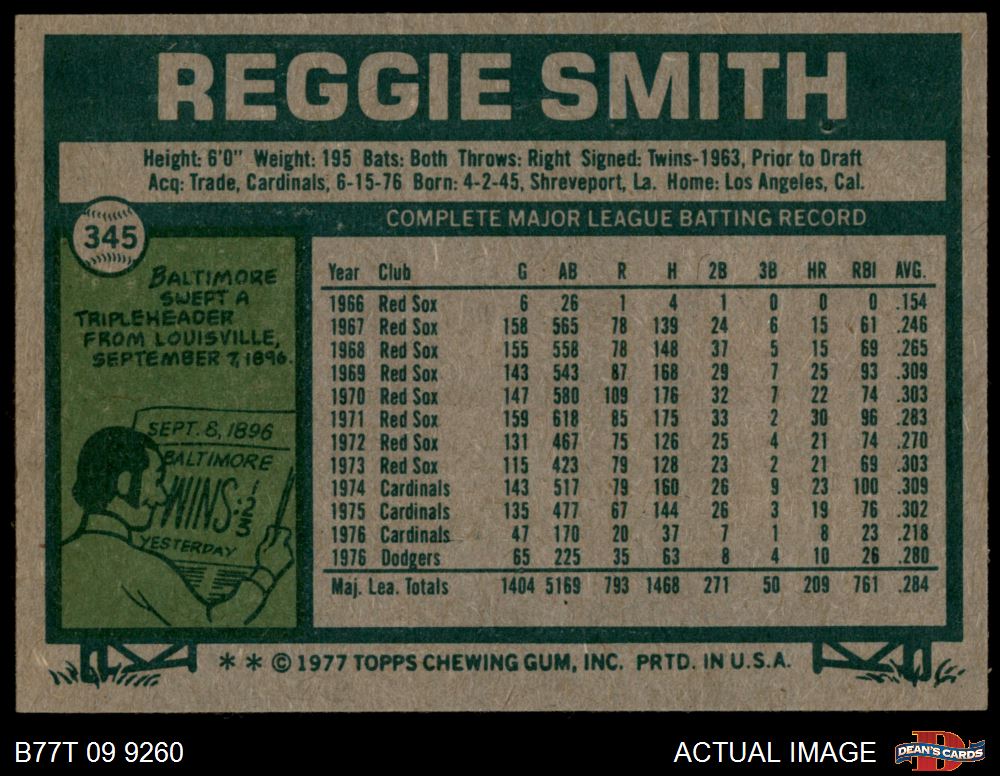 REGGIE SMITH
Height: 6'0" Weight: 195 Bats: Both Throws: Right Signed: Twins-1963, Prior to Draft
Acq: Trade, Cardinals, 6-15-76 Born: 4-2-45, Shreveport, La. Home: Los Angeles, Cal.
345
COMPLETE MAJOR LEAGUE BATTING RECORD
BALTIMORE
SWEPT A
TRIPLEHEADER
FROM LOUISVILLE,
SEPTEMBER 7, 1896.
SEPT. 8, 1896
BALTIMORE
WINS: 1
2
3
YESTERDAY
Year Club G AB R H 2B 3B HR RBI AVG.
1966 Red Sox 6 26 1 4 1 0 0 0 .154
1967 Red Sox 158 565 78 139 24 6 15 61 .246
1968 Red Sox 155 558 78 148 37 5 15 69 .265
1969 Red Sox 143 543 87 168 29 7 25 93 .309
1970 Red Sox 147 580 109 176 32 7 22 74 .303
1971 Red Sox 159 618 85 175 33 2 30 96 .283
1972 Red Sox 131 467 75 126 25 4 21 74 .270
1973 Red Sox 115 423 79 128 23 2 21 69 .303
1974 Cardinals 143 517 79 160 26 9 23 100 .309
1975 Cardinals 135 477 67 144 26 3 19 76 .302
1976 Cardinals 47 170 20 37 7 1 8 23 .218
1976 Dodgers 65 225 35 63 8 4 10 26 .280
Maj. Lea. Totals 1404 5169 793 1468 271 50 209 761 .284
* * © 1977 TOPPS CHEWING GUM, INC. PRTD. IN U.S.A.
B77T 09 9260
ACTUAL IMAGE
D
DEAN'S CARDS